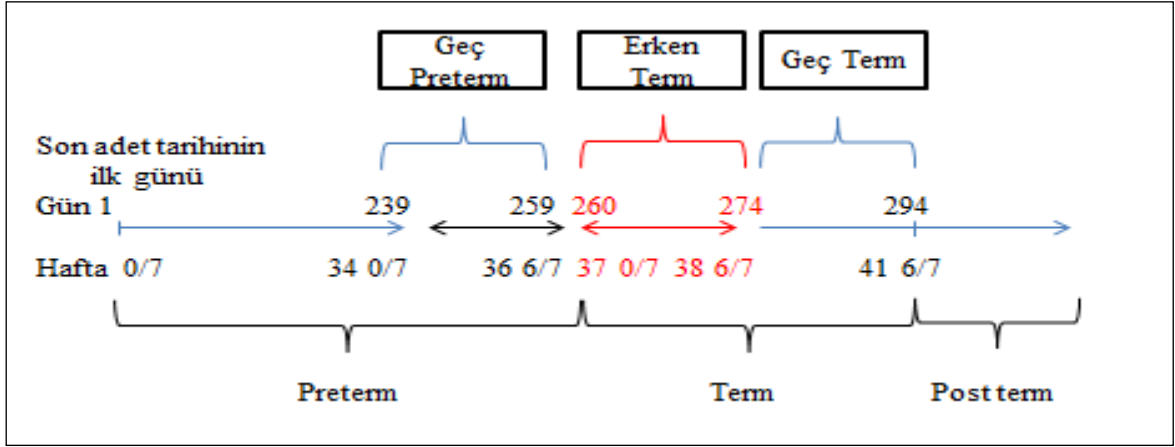 Geç
Preterm
Erken
Term
Geç Term
Son adet tarihinin
ilk günü
Gün 1 239 259 260 274 294
Hafta 0/7 34 0/7 36 6/7 37 0/7 38 6/7 41 6/7
Preterm Term Post term